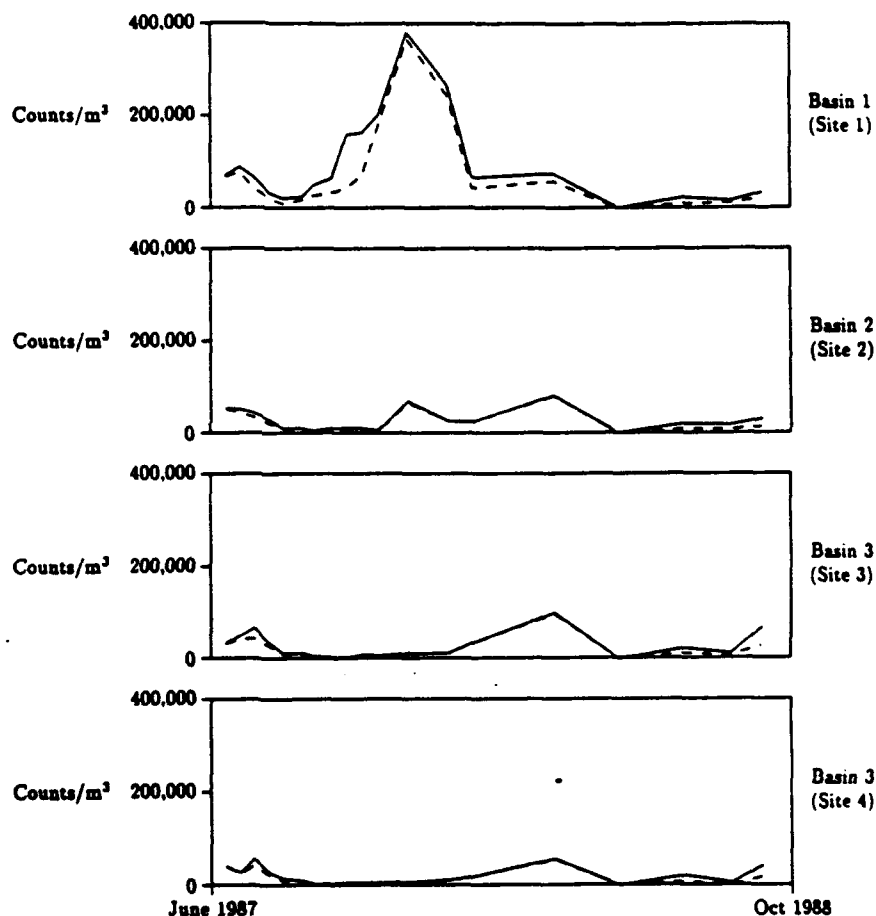 400,000
Counts/m³ 200,000
0
Basin 1
(Site 1)
400,000
Counts/m³ 200,000
0
Basin 2
(Site 2)
400,000
Counts/m³ 200,000
0
Basin 3
(Site 3)
400,000
Counts/m³ 200,000
0
Basin 3
(Site 4)
June 1987 Oct 1988